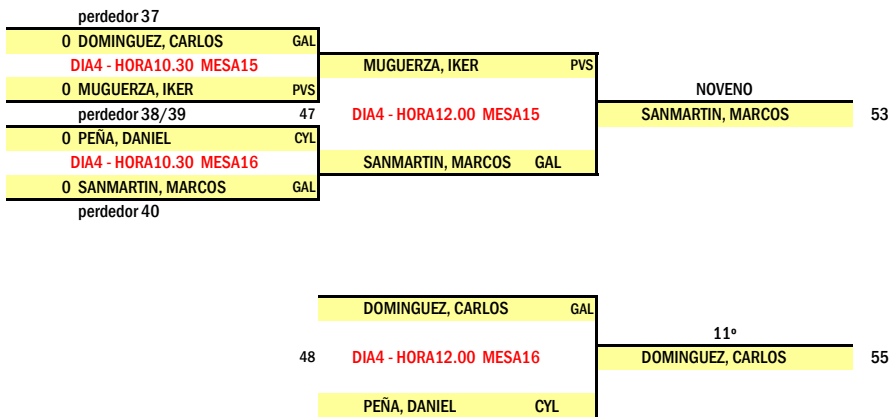 perdedor 37
0 DOMINGUEZ, CARLOS GAL
DIA4 - HORA10.30 MESA15
MUGUERZA, IKER PVS
0 MUGUERZA, IKER PVS
NOVENO
perdedor 38/39 47
DIA4 - HORA12.00 MESA15
SANMARTIN, MARCOS 53
0 PEÑA, DANIEL CYL
DIA4 - HORA10.30 MESA16
SANMARTIN, MARCOS GAL
0 SANMARTIN, MARCOS GAL
perdedor 40
DOMINGUEZ, CARLOS GAL
11º
48 DIA4 - HORA12.00 MESA16
DOMINGUEZ, CARLOS 55
PEÑA, DANIEL CYL